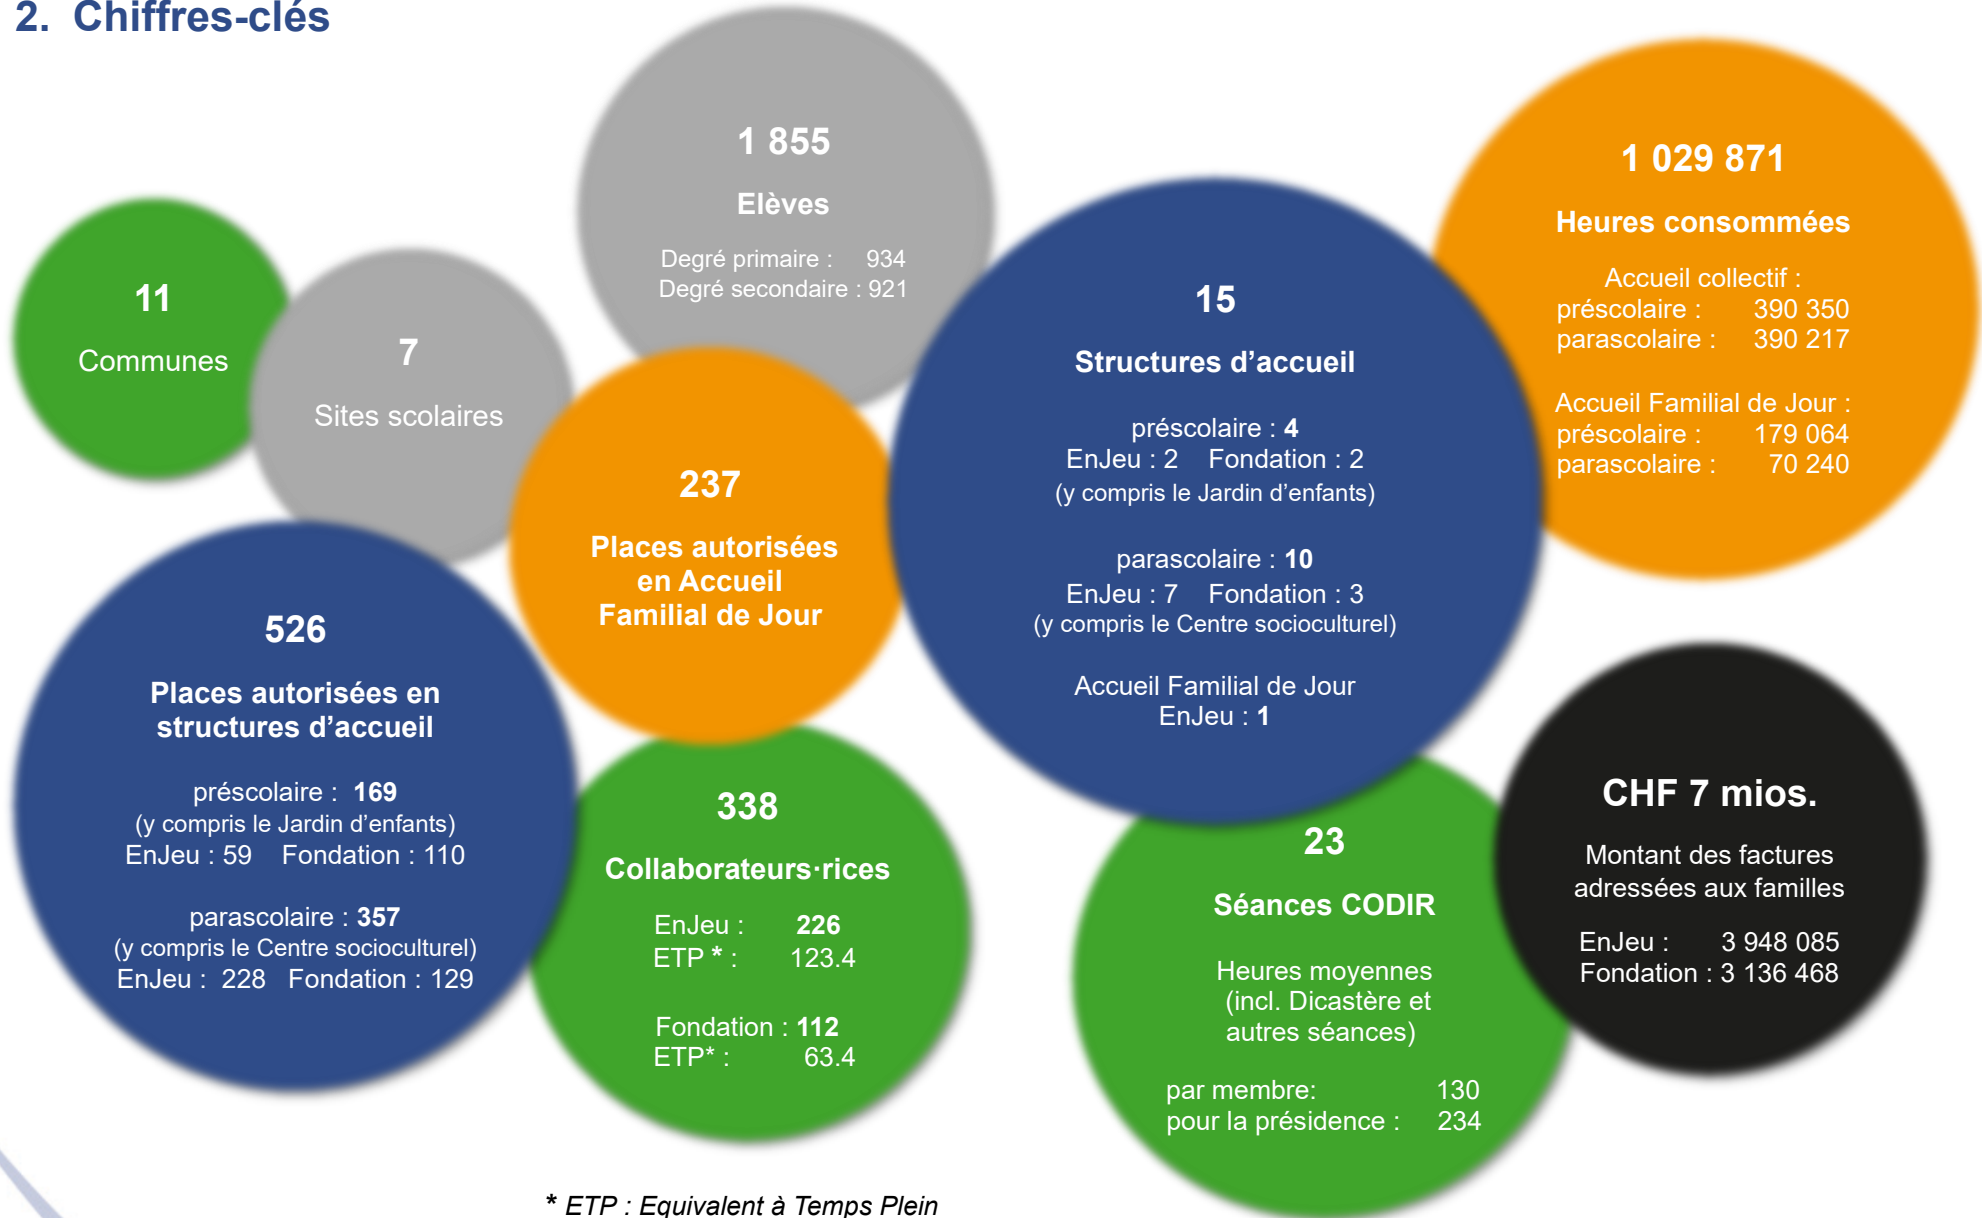 2. Chiffres-clés
11
Communes
7
Sites scolaires
1 855
Elèves
Degré primaire : 934
Degré secondaire : 921
237
Places autorisées
en Accueil
Familial de Jour
15
Structures d'accueil
préscolaire : 4
EnJeu : 2 Fondation : 2
(y compris le Jardin d'enfants)
parascolaire : 10
EnJeu : 7 Fondation : 3
(y compris le Centre socioculturel)
Accueil Familial de Jour
EnJeu : 1
1 029 871
Heures consommées
Accueil collectif :
préscolaire : 390 350
parascolaire : 390 217
Accueil Familial de Jour :
préscolaire : 179 064
parascolaire : 70 240
526
Places autorisées en
structures d'accueil
préscolaire : 169
(y compris le Jardin d'enfants)
EnJeu : 59 Fondation : 110
parascolaire : 357
(y compris le Centre socioculturel)
EnJeu : 228 Fondation : 129
338
Collaborateurs·rices
EnJeu : 226
ETP * : 123.4
Fondation : 112
ETP* : 63.4
23
Séances CODIR
Heures moyennes
(incl. Dicastère et
autres séances)
par membre: 130
pour la présidence : 234
CHF 7 mios.
Montant des factures
adressées aux familles
EnJeu : 3 948 085
Fondation : 3 136 468
* ETP : Equivalent à Temps Plein